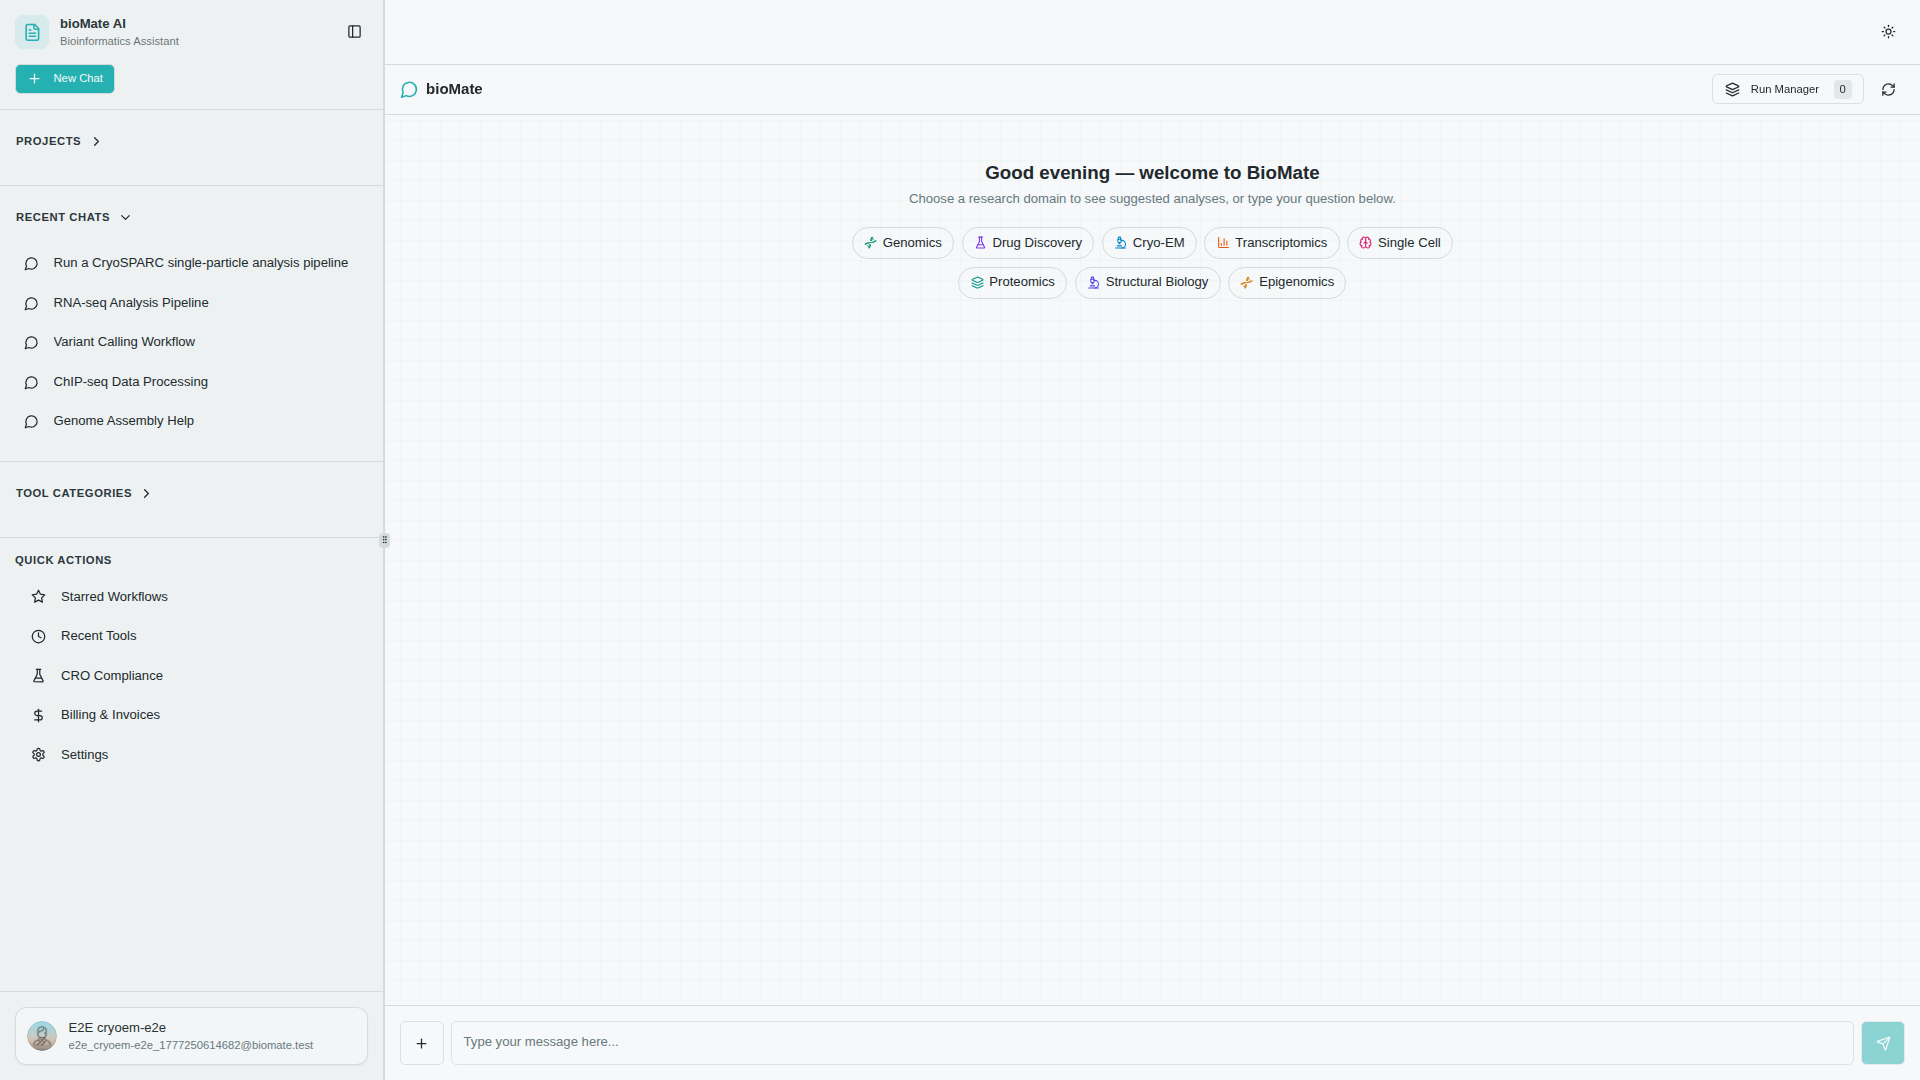 bioMate AI
Bioinformatics Assistant
New Chat
PROJECTS
RECENT CHATS
Run a CryoSPARC single-particle analysis pipeline
RNA-seq Analysis Pipeline
Variant Calling Workflow
ChIP-seq Data Processing
Genome Assembly Help
TOOL CATEGORIES
QUICK ACTIONS
Starred Workflows
Recent Tools
CRO Compliance
Billing & Invoices
Settings
E2E cryoem-e2e
e2e_cryoem-e2e_1777250614682@biomate.test
bioMate
Run Manager 0
Good evening — welcome to BioMate
Choose a research domain to see suggested analyses, or type your question below.
Genomics Drug Discovery Cryo-EM Transcriptomics Single Cell
Proteomics Structural Biology Epigenomics
Type your message here...